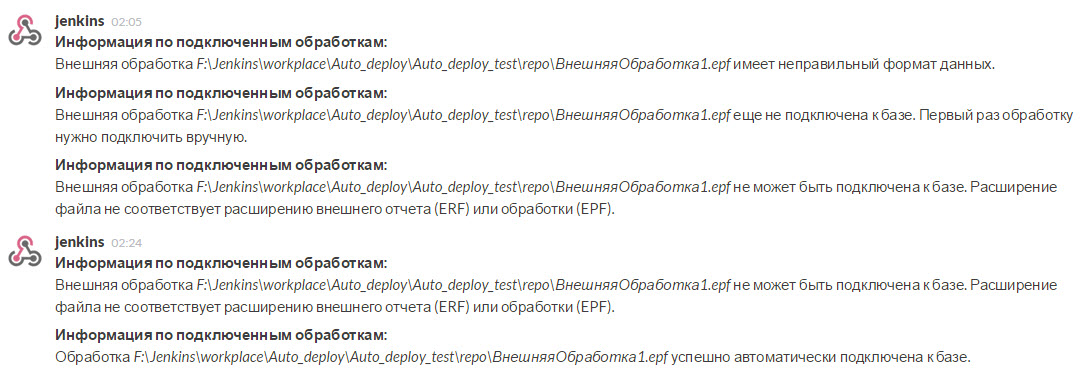 jenkins 02:05
Информация по подключенным обработкам:
Внешняя обработка F:\Jenkins\workplace\Auto_deploy\Auto_deploy_test\repo\ВнешняяОбработка1.epf имеет неправильный формат данных.
Информация по подключенным обработкам:
Внешняя обработка F:\Jenkins\workplace\Auto_deploy\Auto_deploy_test\repo\ВнешняяОбработка1.epf еще не подключена к базе. Первый раз обработку
нужно подключить вручную.
Информация по подключенным обработкам:
Внешняя обработка F:\Jenkins\workplace\Auto_deploy\Auto_deploy_test\repo\ВнешняяОбработка1.epf не может быть подключена к базе. Расширение
файла не соответствует расширению внешнего отчета (ERF) или обработки (EPF).
jenkins 02:24
Информация по подключенным обработкам:
Внешняя обработка F:\Jenkins\workplace\Auto_deploy\Auto_deploy_test\repo\ВнешняяОбработка1.epf не может быть подключена к базе. Расширение
файла не соответствует расширению внешнего отчета (ERF) или обработки (EPF).
Информация по подключенным обработкам:
Обработка F:\Jenkins\workplace\Auto_deploy\Auto_deploy_test\repo\ВнешняяОбработка1.epf успешно автоматически подключена к базе.